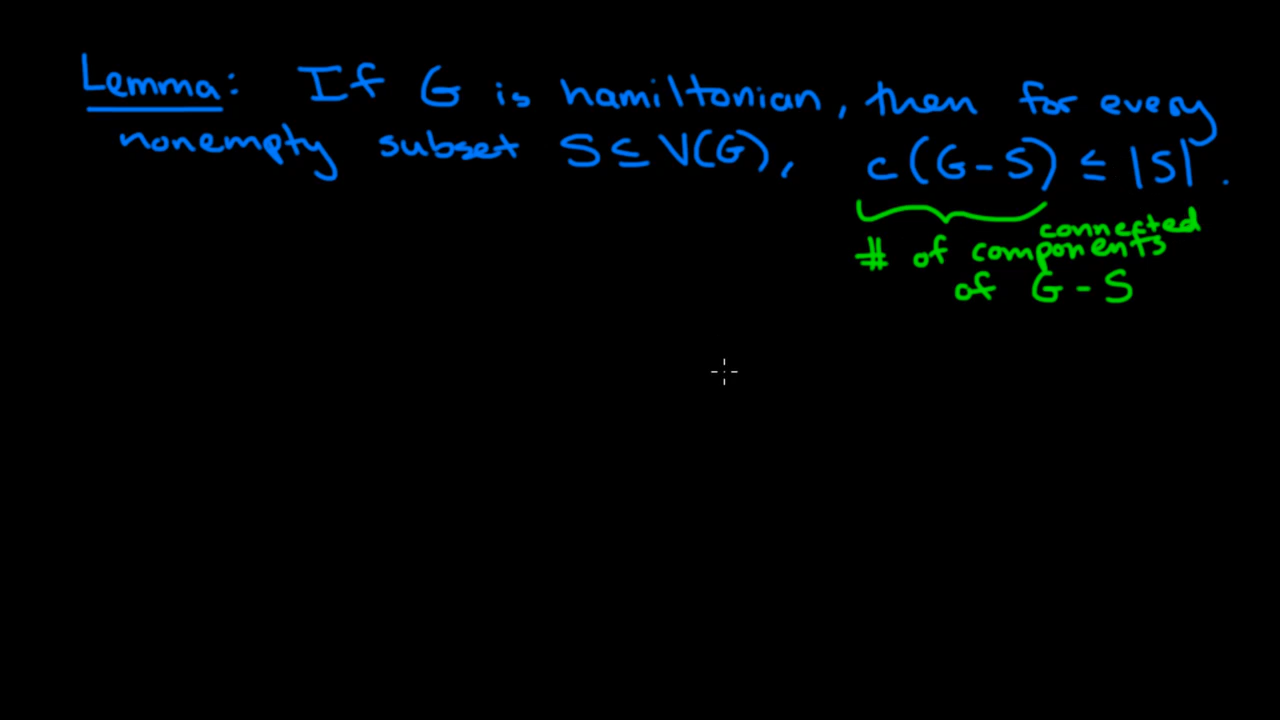 Lemma: If G is hamiltonian, then for every
nonempty subset S ⊆ V(G), c(G-S) ≤ |S|.
# of connected components
of G-S